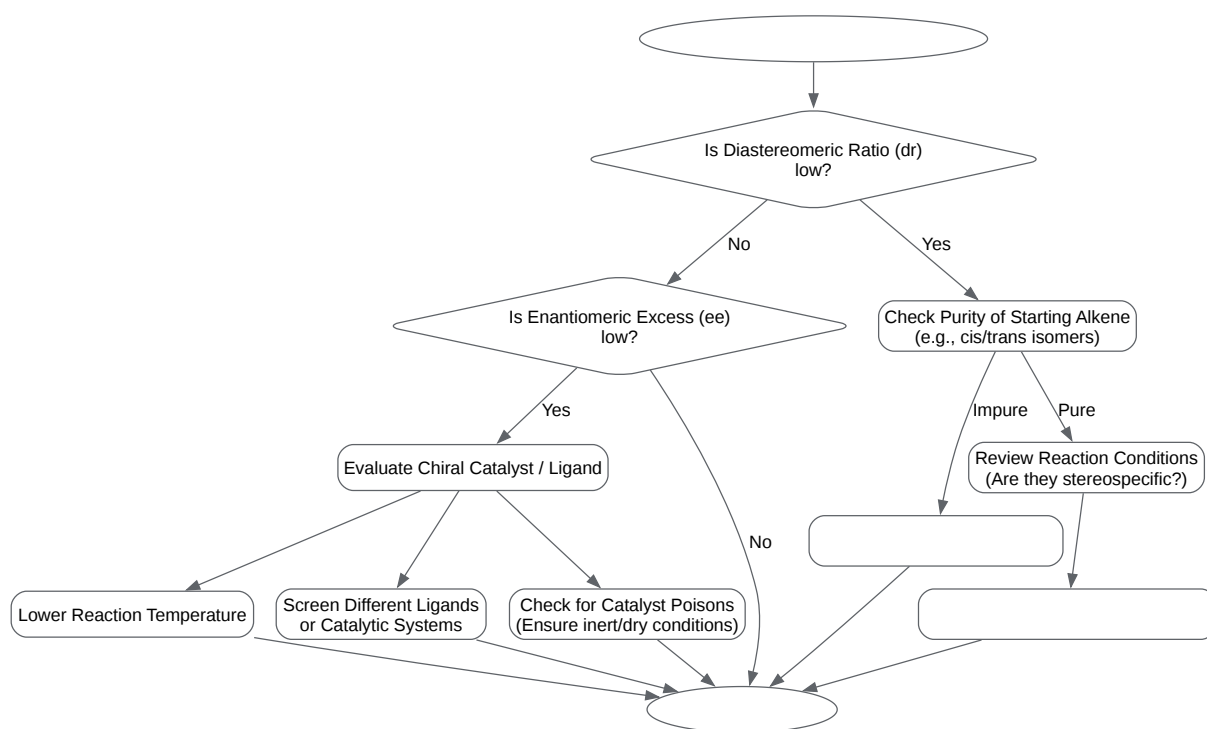 Is Diastereomeric Ratio (dr)
low?
No
Yes
Is Enantiomeric Excess (ee)
low?
Check Purity of Starting Alkene
(e.g., cis/trans isomers)
Yes
Impure
Pure
Evaluate Chiral Catalyst / Ligand
Review Reaction Conditions
(Are they stereospecific?)
No
Lower Reaction Temperature
Screen Different Ligands
or Catalytic Systems
Check for Catalyst Poisons
(Ensure inert/dry conditions)